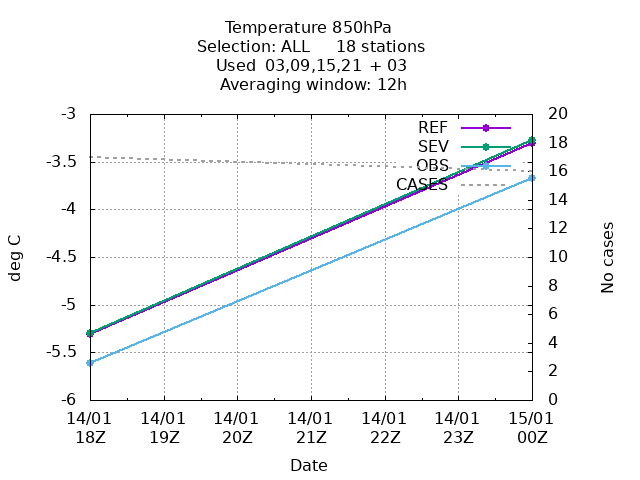 Temperature 850hPa
Selection: ALL 18 stations
Used 03,09,15,21 + 03
Averaging window: 12h
REF
SEV
OBS
CASES
-3
-3.5
-4
-4.5
-5
-5.5
-6
deg C
20
18
16
14
12
10
8
6
4
2
0
No cases
14/01 14/01 14/01 14/01 14/01 14/01 15/01
18Z 19Z 20Z 21Z 22Z 23Z 00Z
Date